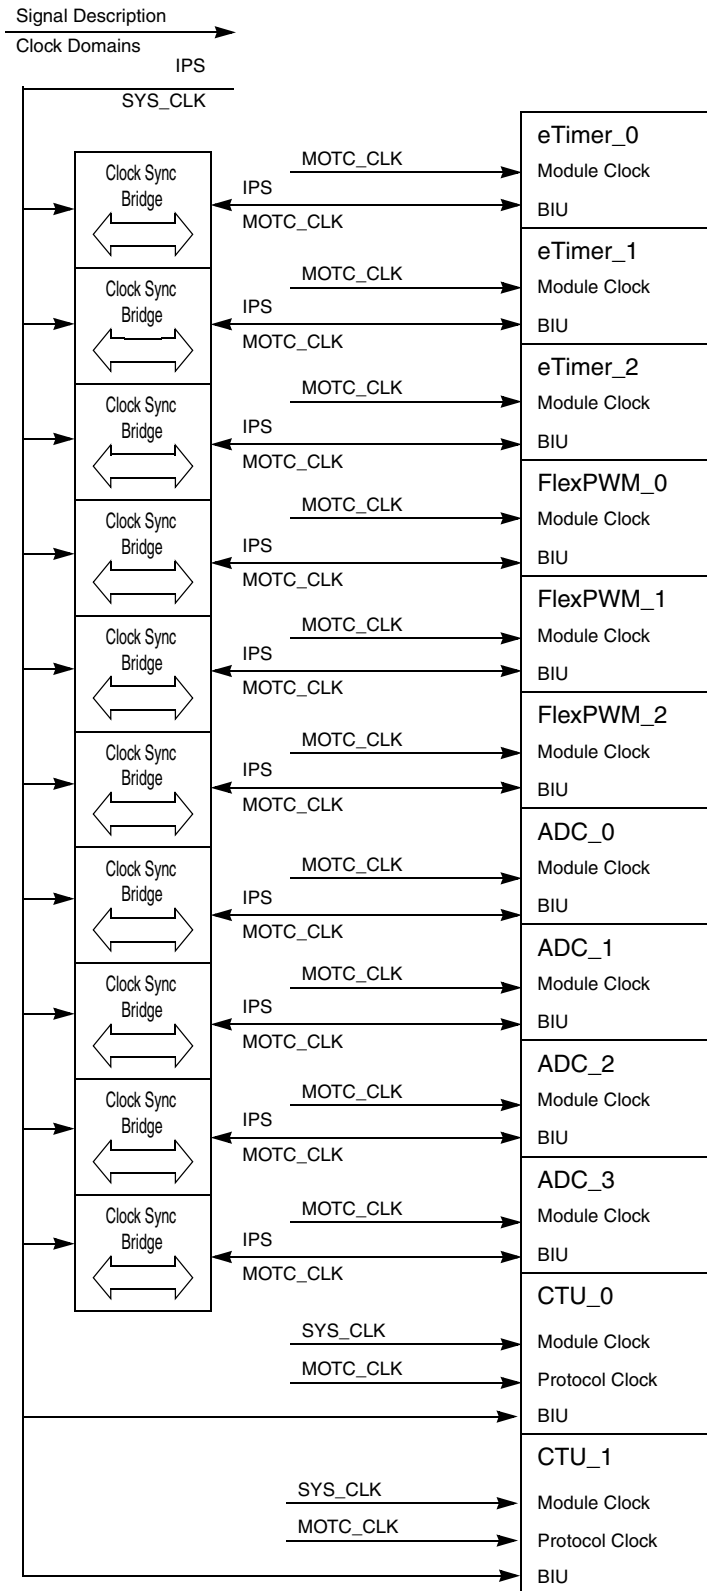 Signal Description
Clock Domains
IPS
SYS_CLK
eTimer_0
MOTC_CLK
Module Clock
Clock Sync
Bridge
IPS
MOTC_CLK
BIU
eTimer_1
MOTC_CLK
Module Clock
Clock Sync
Bridge
IPS
MOTC_CLK
BIU
eTimer_2
MOTC_CLK
Module Clock
Clock Sync
Bridge
IPS
MOTC_CLK
BIU
FlexPWM_0
MOTC_CLK
Module Clock
Clock Sync
Bridge
IPS
MOTC_CLK
BIU
FlexPWM_1
MOTC_CLK
Module Clock
Clock Sync
Bridge
IPS
MOTC_CLK
BIU
FlexPWM_2
MOTC_CLK
Module Clock
Clock Sync
Bridge
IPS
MOTC_CLK
BIU
ADC_0
MOTC_CLK
Module Clock
Clock Sync
Bridge
IPS
MOTC_CLK
BIU
ADC_1
MOTC_CLK
Module Clock
Clock Sync
Bridge
IPS
MOTC_CLK
BIU
ADC_2
MOTC_CLK
Module Clock
Clock Sync
Bridge
IPS
MOTC_CLK
BIU
ADC_3
MOTC_CLK
Module Clock
Clock Sync
Bridge
IPS
MOTC_CLK
BIU
CTU_0
SYS_CLK
Module Clock
MOTC_CLK
Protocol Clock
BIU
CTU_1
SYS_CLK
Module Clock
MOTC_CLK
Protocol Clock
BIU